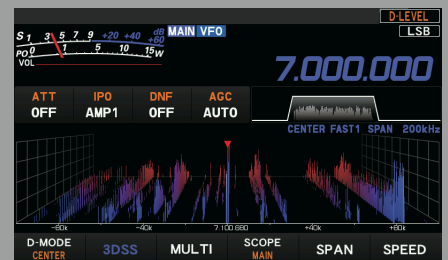 D-LEVEL
S 1 3 5 7 9 +20 +40 dB +60 MAIN VFO LSB
PO 0 1 5 10 15 W
VOL
7.000.000
ATT IPO DNF AGC
OFF AMP1 OFF AUTO
CENTER FAST1 SPAN 200kHz
-80k -40k 7.100.680 +40k +80k
D-MODE 3DSS MULTI SCOPE SPAN SPEED
CENTER MAIN